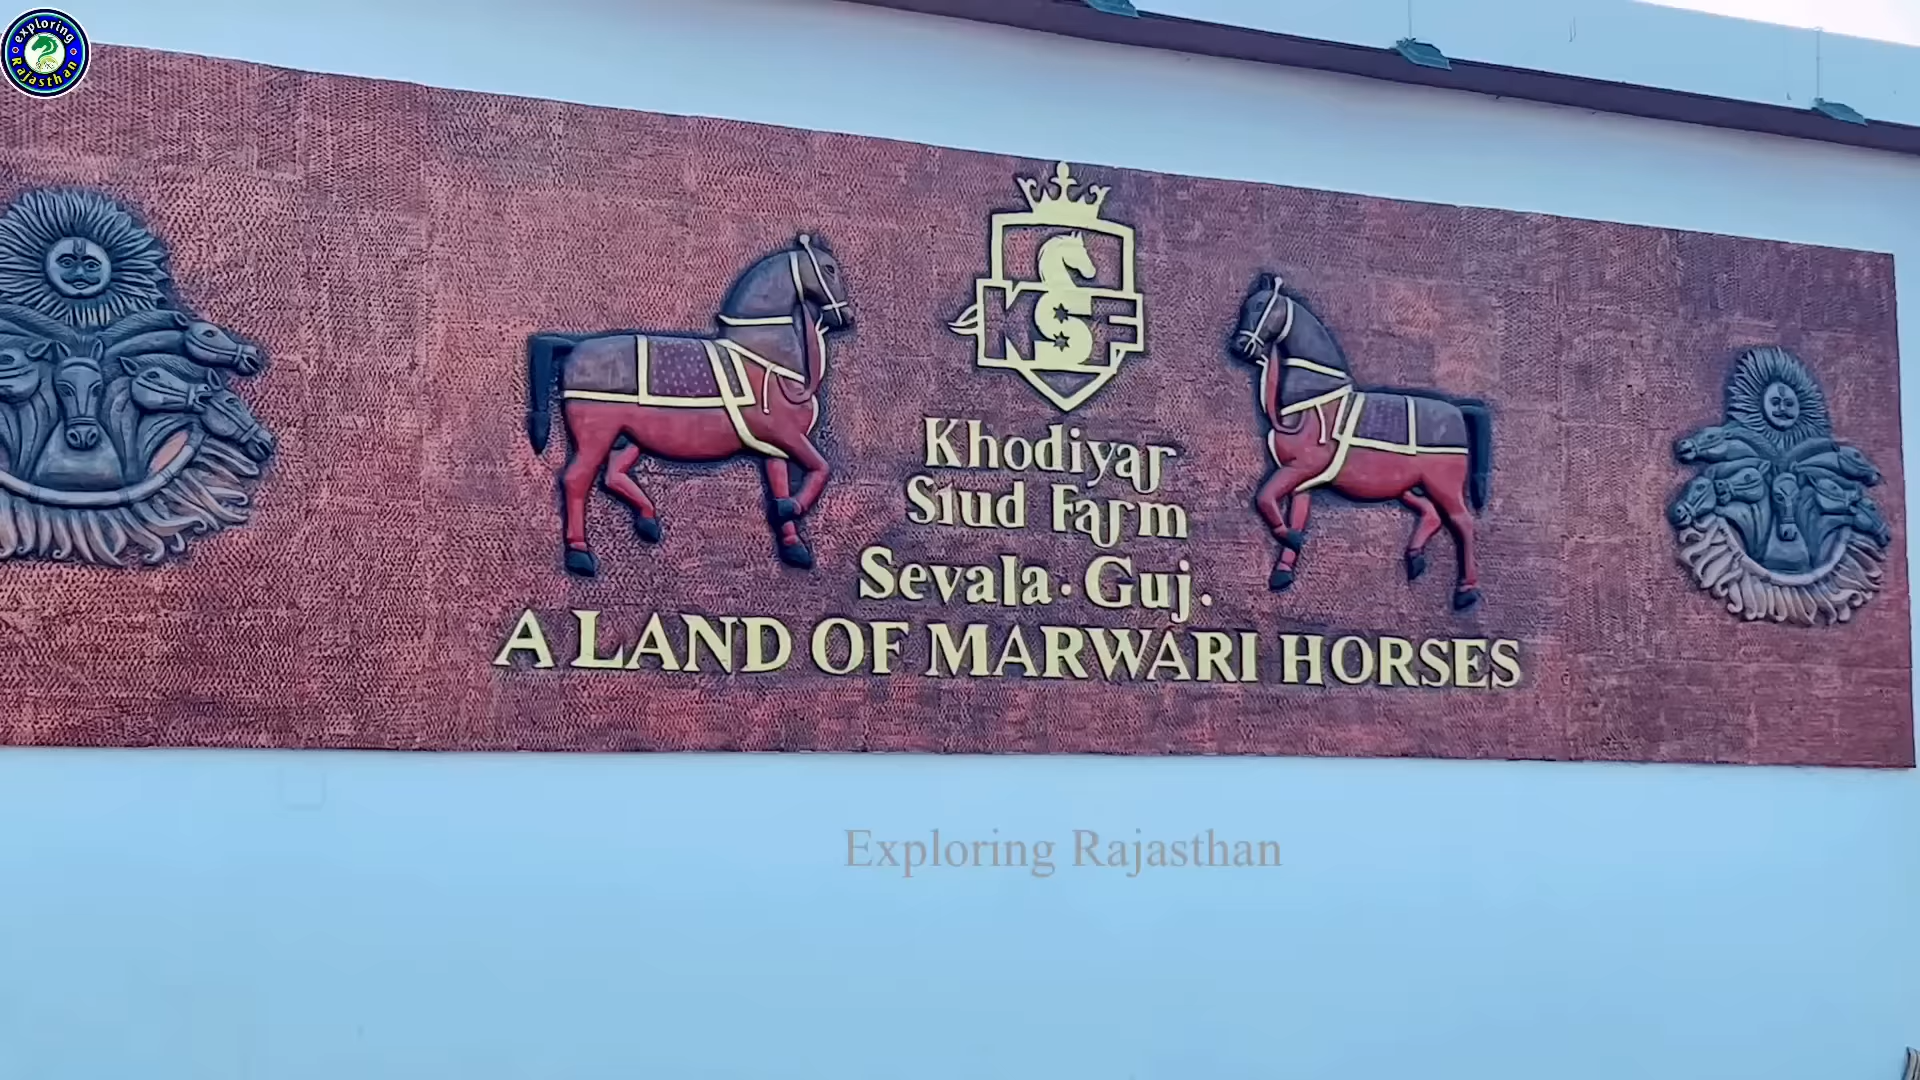 exploring
Rajasthan
KSF
Khodiyar
Stud Farm
Sevala · Guj.
A LAND OF MARWARI HORSES
Exploring Rajasthan